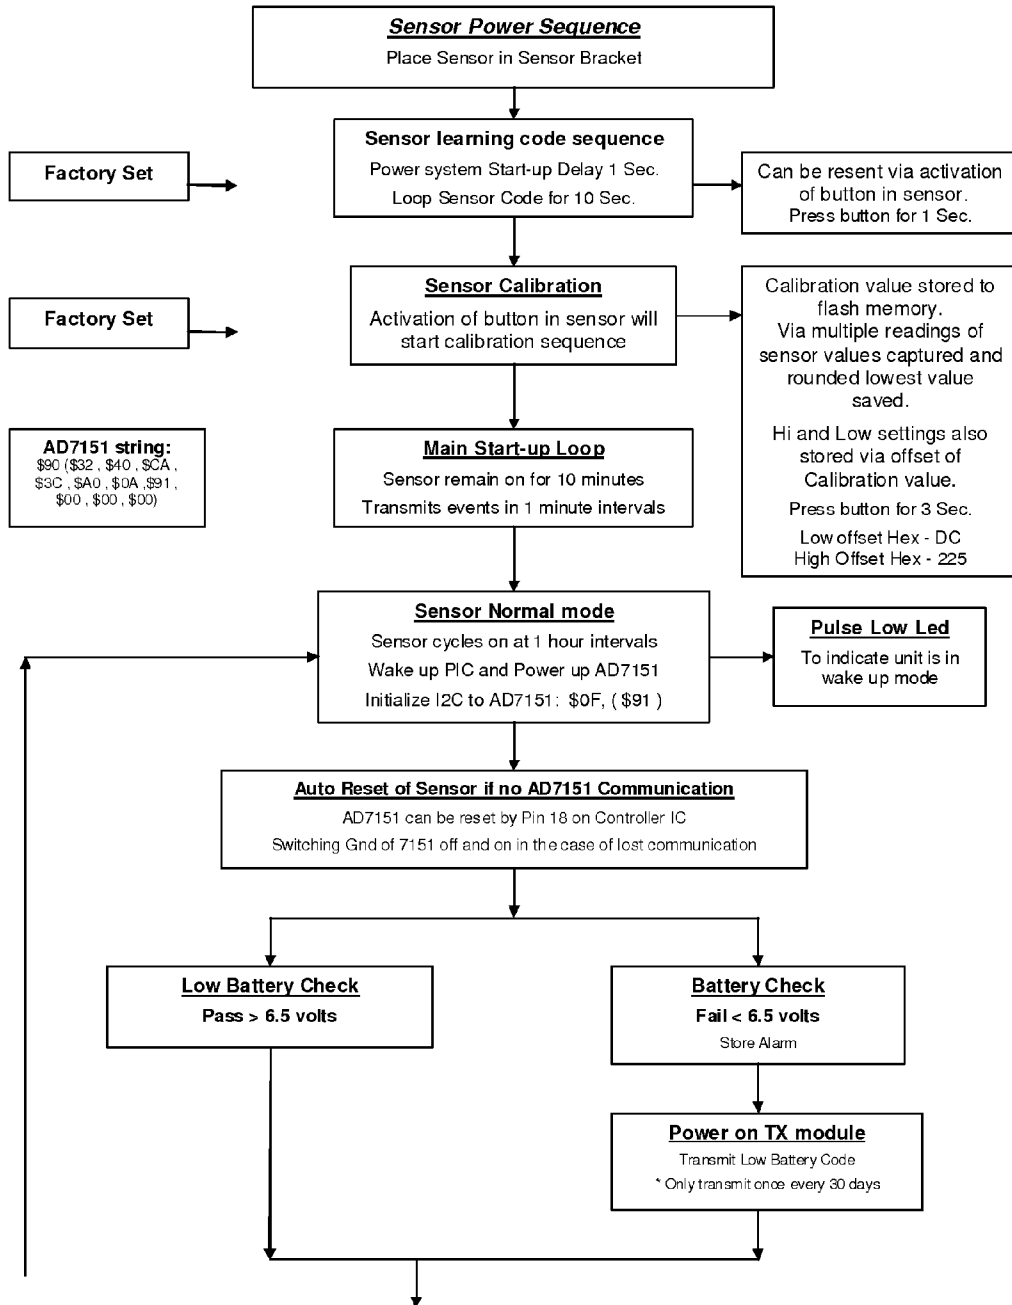 Sensor Power Sequence
Place Sensor in Sensor Bracket
Factory Set
Sensor learning code sequence
Power system Start-up Delay 1 Sec.
Loop Sensor Code for 10 Sec.
Can be resent via activation
of button in sensor.
Press button for 1 Sec.
Factory Set
Sensor Calibration
Activation of button in sensor will
start calibration sequence
Calibration value stored to
flash memory.
Via multiple readings of
sensor values captured and
rounded lowest value
saved.
Hi and Low settings also
stored via offset of
Calibration value.
Press button for 3 Sec.
Low offset Hex - DC
High Offset Hex - 225
AD7151 string:
$90 ($32 , $40 , $CA ,
$3C , $A0 , $0A ,$91 ,
$00 , $00 , $00)
Main Start-up Loop
Sensor remain on for 10 minutes
Transmits events in 1 minute intervals
Sensor Normal mode
Sensor cycles on at 1 hour intervals
Wake up PIC and Power up AD7151
Initialize I2C to AD7151: $0F, ( $91 )
Pulse Low Led
To indicate unit is in
wake up mode
Auto Reset of Sensor if no AD7151 Communication
AD7151 can be reset by Pin 18 on Controller IC
Switching Gnd of 7151 off and on in the case of lost communication
Low Battery Check
Pass > 6.5 volts
Battery Check
Fail < 6.5 volts
Store Alarm
Power on TX module
Transmit Low Battery Code
* Only transmit once every 30 days